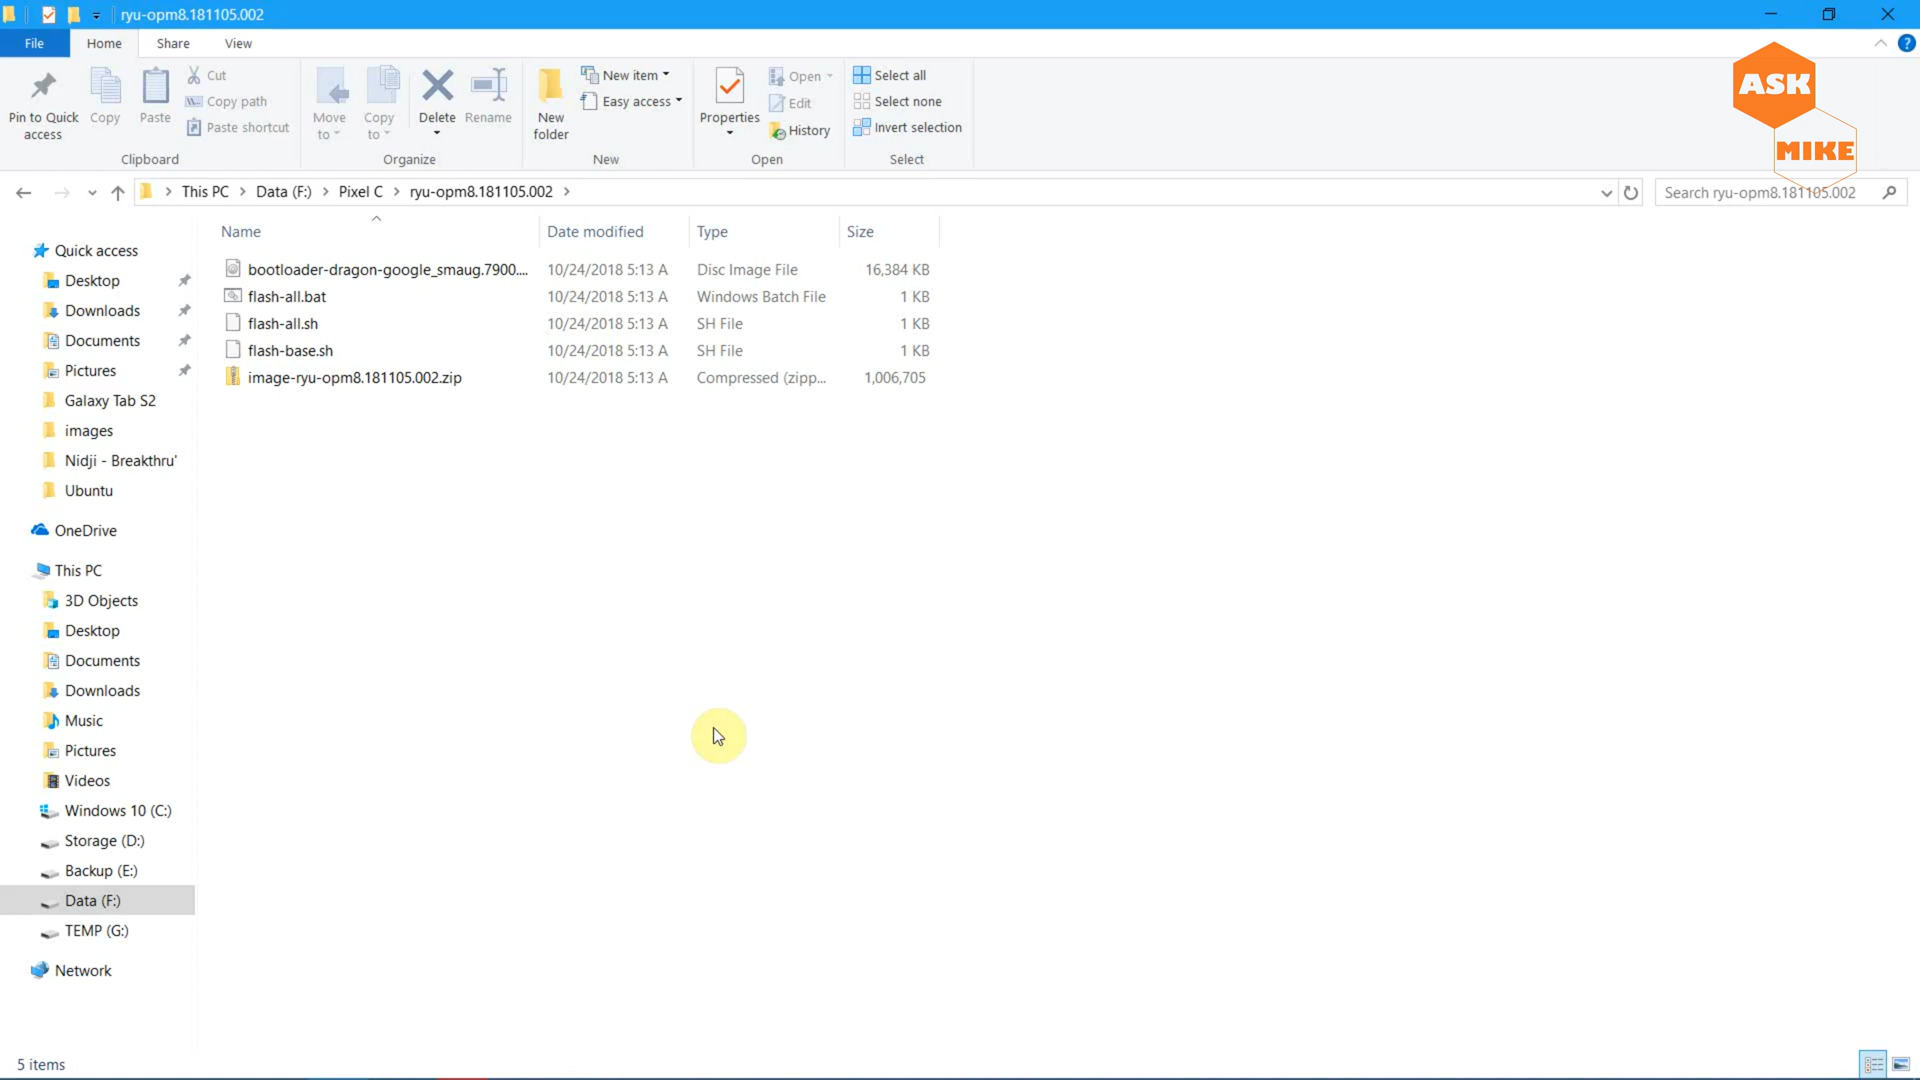 ryu-opm8.181105.002
File Home Share View
Pin to Quick access
Copy
Paste
Cut
Copy path
Paste shortcut
Clipboard
Move to
Copy to
Delete
Rename
Organize
New folder
New item
Easy access
New
Properties
Open
Edit
History
Open
Select all
Select none
Invert selection
Select
ASK
MIKE
This PC > Data (F:) > Pixel C > ryu-opm8.181105.002 >
Search ryu-opm8.181105.002
Name Date modified Type Size
bootloader-dragon-google_smaug.7900.... 10/24/2018 5:13 A Disc Image File 16,384 KB
flash-all.bat 10/24/2018 5:13 A Windows Batch File 1 KB
flash-all.sh 10/24/2018 5:13 A SH File 1 KB
flash-base.sh 10/24/2018 5:13 A SH File 1 KB
image-ryu-opm8.181105.002.zip 10/24/2018 5:13 A Compressed (zipp... 1,006,705
Quick access
Desktop
Downloads
Documents
Pictures
Galaxy Tab S2
images
Nidji - Breakthru'
Ubuntu
OneDrive
This PC
3D Objects
Desktop
Documents
Downloads
Music
Pictures
Videos
Windows 10 (C:)
Storage (D:)
Backup (E:)
Data (F:)
TEMP (G:)
Network
5 items